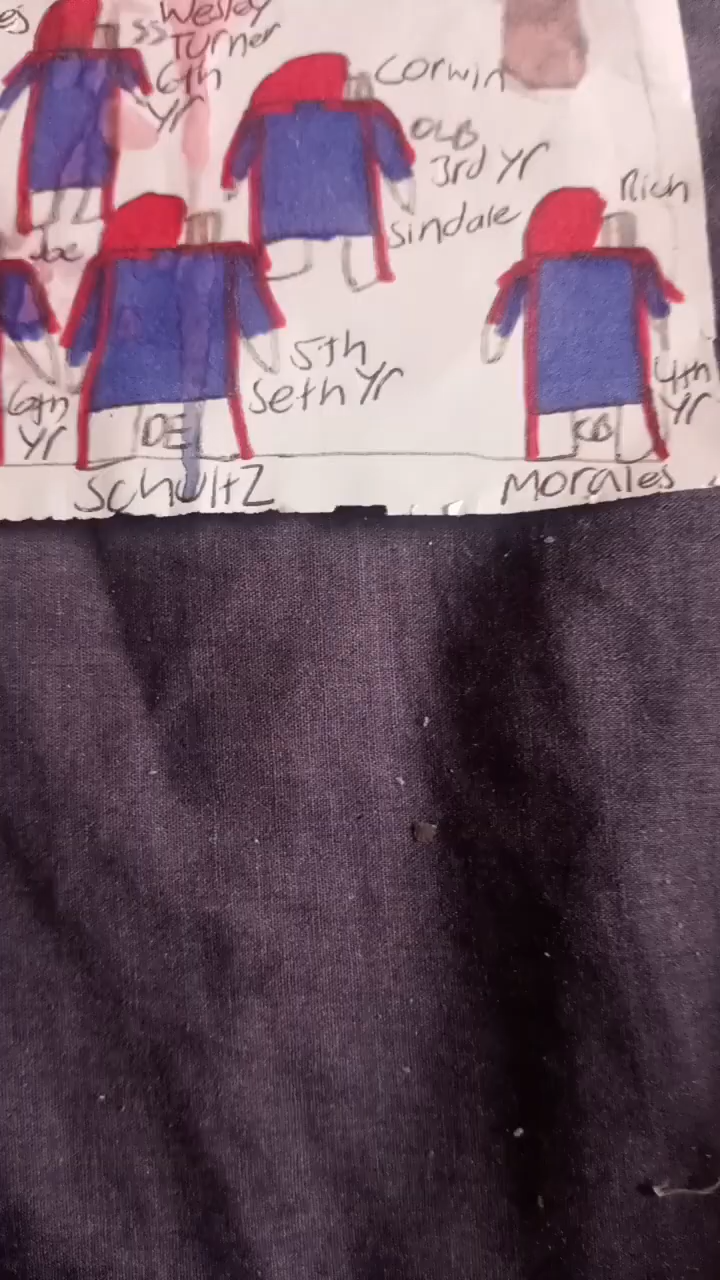 es
SS Wesley
Turner
6th
yr
Corwin
OLB
3rd yr
Sindale
Rich
4th
yr
CB
Morales
Joe
6th
yr
5th
Seth yr
DE
Schultz